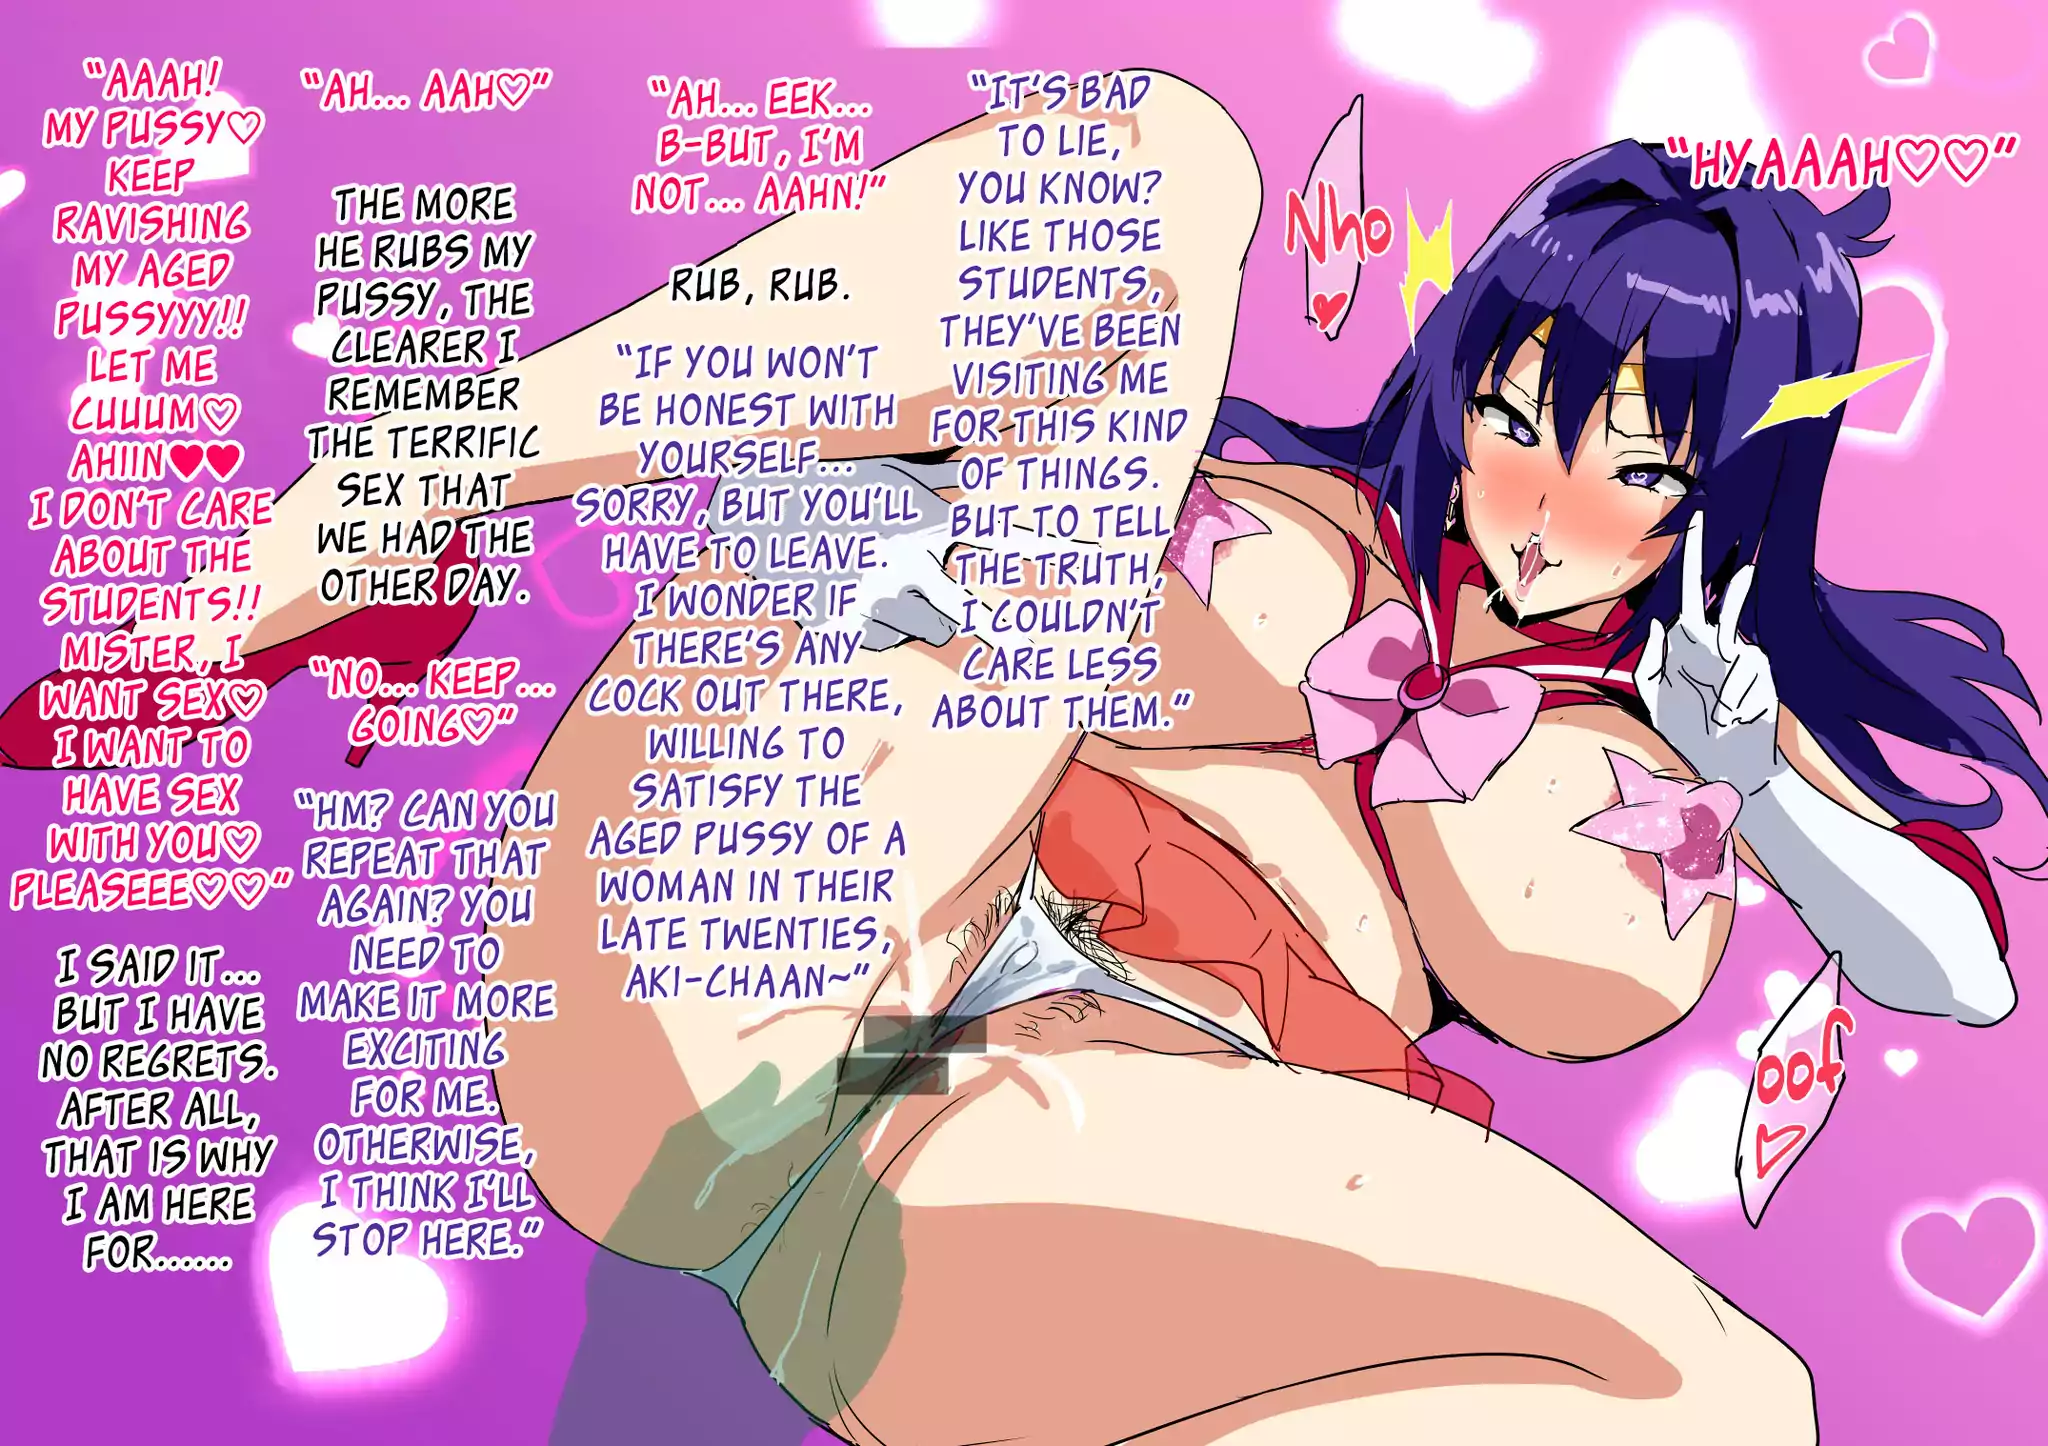 "HYAAAH♡♡"
Nho
♥
"IT'S BAD
TO LIE,
YOU KNOW?
LIKE THOSE
STUDENTS,
THEY'VE BEEN
VISITING ME
FOR THIS KIND
OF THINGS.
BUT TO TELL
THE TRUTH,
I COULDN'T
CARE LESS
ABOUT THEM."
"AH... EEK...
B-BUT, I'M
NOT... AAHN!"
RUB, RUB.
"IF YOU WON'T
BE HONEST WITH
YOURSELF...
SORRY, BUT YOU'LL
HAVE TO LEAVE.
I WONDER IF
THERE'S ANY
COCK OUT THERE,
WILLING TO
SATISFY THE
AGED PUSSY OF A
WOMAN IN THEIR
LATE TWENTIES,
AKI-CHAAN~"
"AH... AAH♡"
THE MORE
HE RUBS MY
PUSSY, THE
CLEARER I
REMEMBER
THE TERRIFIC
SEX THAT
WE HAD THE
OTHER DAY.
"NO... KEEP...
GOING♡"
"HM? CAN YOU
REPEAT THAT
AGAIN? YOU
NEED TO
MAKE IT MORE
EXCITING
FOR ME.
OTHERWISE,
I THINK I'LL
STOP HERE."
"AAAH!
MY PUSSY♡
KEEP
RAVISHING
MY AGED
PUSSYYY!!
LET ME
CUUUM♡
AHIIN♥♥
I DON'T CARE
ABOUT THE
STUDENTS!!
MISTER, I
WANT SEX♡
I WANT TO
HAVE SEX
WITH YOU♡
PLEASEEE♡♡"
I SAID IT...
BUT I HAVE
NO REGRETS.
AFTER ALL,
THAT IS WHY
I AM HERE
FOR......
oof
♡